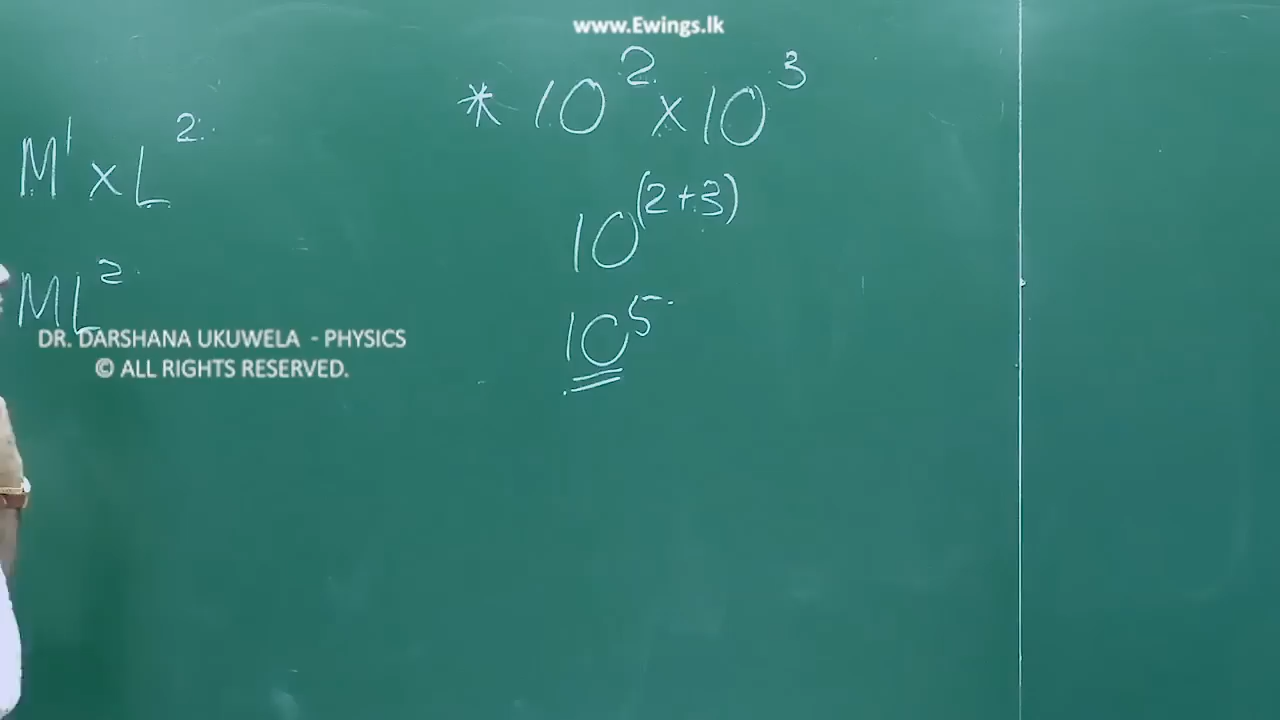 www.Ewings.lk
* 10² × 10³
10⁽²⁺³⁾
10⁵
M¹ × L²
ML²
DR. DARSHANA UKUWELA - PHYSICS
© ALL RIGHTS RESERVED.